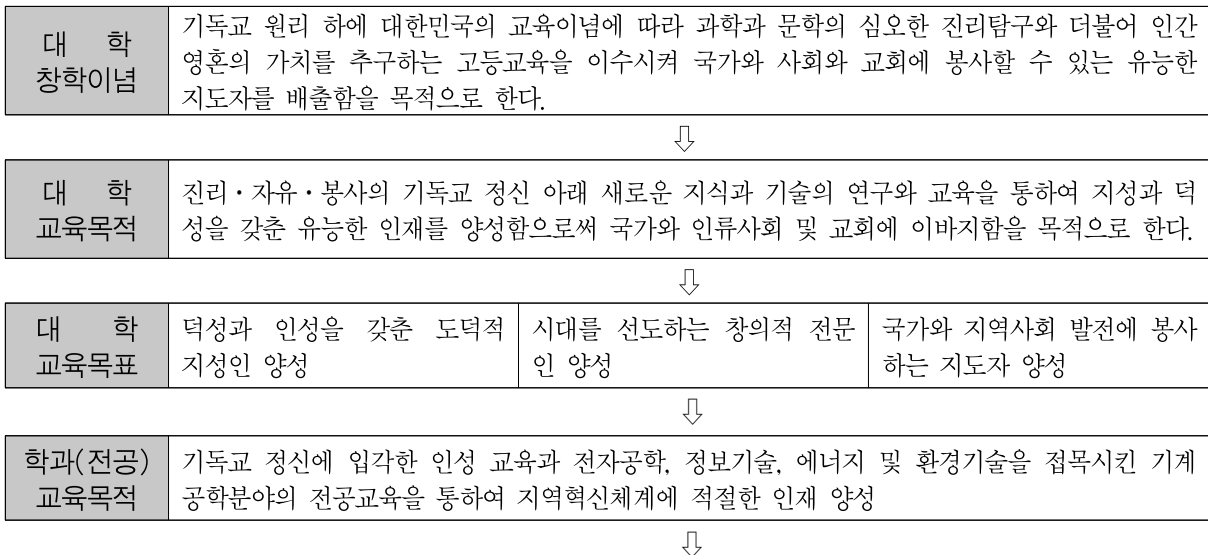 대 학
창학이념
기독교 원리 하에 대한민국의 교육이념에 따라 과학과 문학의 심오한 진리탐구와 더불어 인간
영혼의 가치를 추구하는 고등교육을 이수시켜 국가와 사회와 교회에 봉사할 수 있는 유능한
지도자를 배출함을 목적으로 한다.
⇩
대 학
교육목적
진리・자유・봉사의 기독교 정신 아래 새로운 지식과 기술의 연구와 교육을 통하여 지성과 덕
성을 갖춘 유능한 인재를 양성함으로써 국가와 인류사회 및 교회에 이바지함을 목적으로 한다.
⇩
대 학
교육목표
덕성과 인성을 갖춘 도덕적
지성인 양성
시대를 선도하는 창의적 전문
인 양성
국가와 지역사회 발전에 봉사
하는 지도자 양성
⇩
학과(전공)
교육목적
기독교 정신에 입각한 인성 교육과 전자공학, 정보기술, 에너지 및 환경기술을 접목시킨 기계
공학분야의 전공교육을 통하여 지역혁신체계에 적절한 인재 양성
⇩